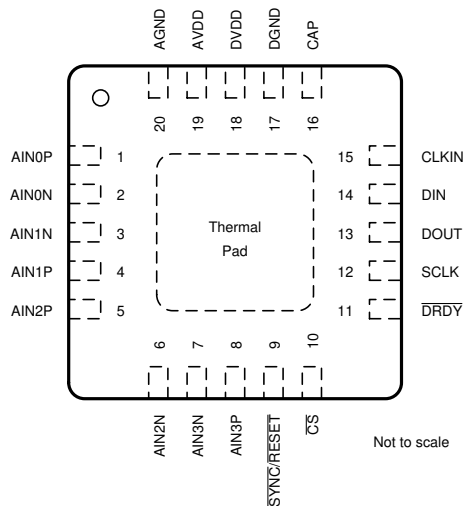 AGND
AVDD
DVDD
DGND
CAP
20
19
18
17
16
AIN0P 1
AIN0N 2
AIN1N 3
AIN1P 4
AIN2P 5
Thermal
Pad
15 CLKIN
14 DIN
13 DOUT
12 SCLK
11 DRDY
6
7
8
9
10
AIN2N
AIN3N
AIN3P
SYNC/RESET
CS
Not to scale